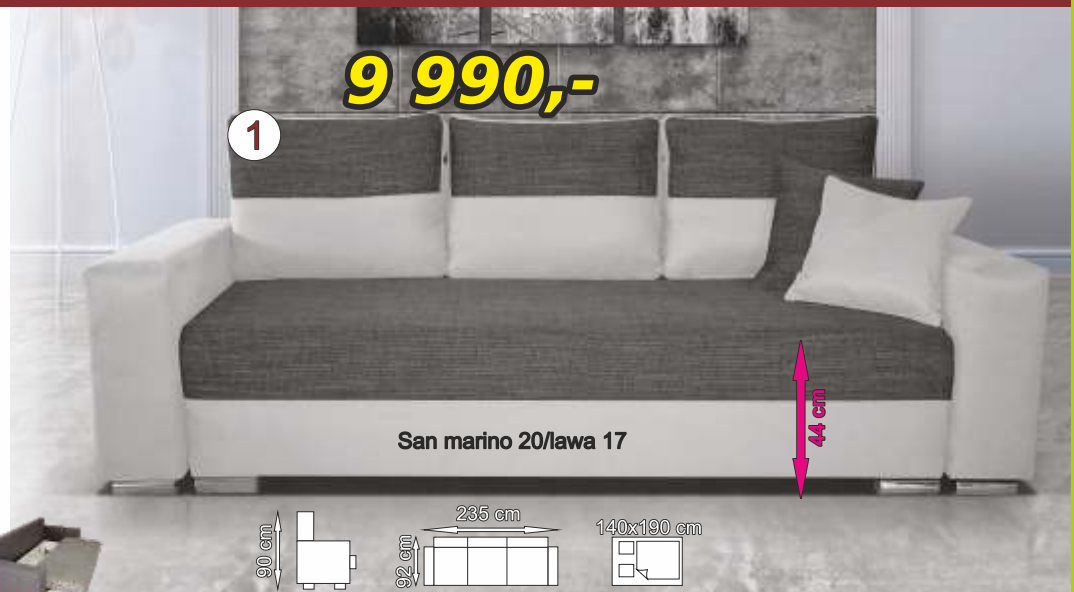 9 990,-
1
44 cm
San marino 20/lawa 17
235 cm
140x190 cm
90 cm
92 cm